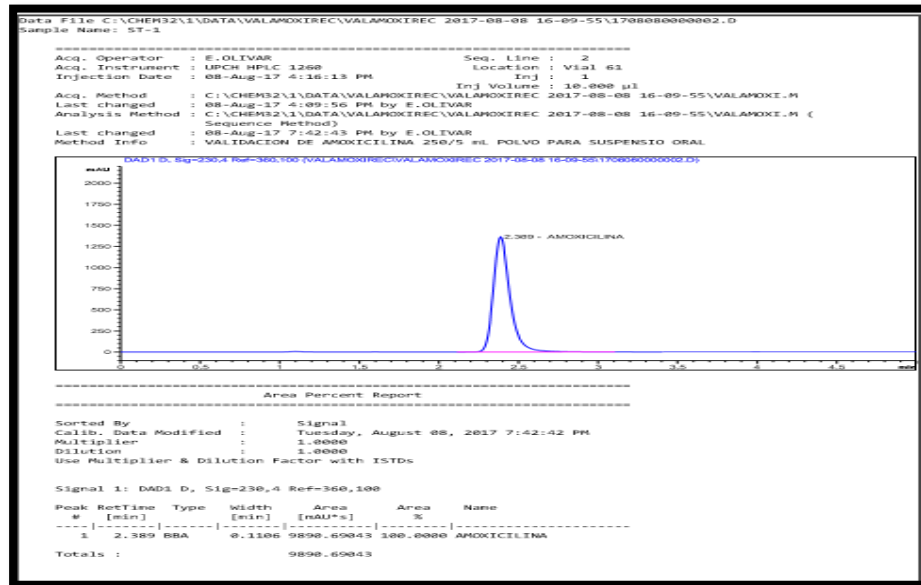 Data File C:\CHEM32\1\DATA\VALAMOXIREC\VALAMOXIREC 2017-08-08 16-09-55\1708080000002.D
Sample Name: ST-1
=====================================================================
Acq. Operator : E.OLIVAR Seq. Line : 2
Acq. Instrument : UPCH HPLC 1260 Location : Vial 61
Injection Date : 08-Aug-17 4:16:13 PM Inj : 1
Inj Volume : 10.000 µl
Acq. Method : C:\CHEM32\1\DATA\VALAMOXIREC\VALAMOXIREC 2017-08-08 16-09-55\VALAMOXI.M
Last changed : 08-Aug-17 4:09:56 PM by E.OLIVAR
Analysis Method : C:\CHEM32\1\DATA\VALAMOXIREC\VALAMOXIREC 2017-08-08 16-09-55\VALAMOXI.M (
Sequence Method)
Last changed : 08-Aug-17 7:42:43 PM by E.OLIVAR
Method Info : VALIDACION DE AMOXICILINA 250/5 mL POLVO PARA SUSPENSIO ORAL
DAD1 D, Sig=230,4 Ref=360,100 (VALAMOXIREC\VALAMOXIREC 2017-08-08 16-09-55\1708080000002.D)
mAU
2000
1750
1500
2.389 - AMOXICILINA
1250
1000
750
500
250
0
0 0.5 1 1.5 2 2.5 3 3.5 4 4.5 min
=====================================================================
Area Percent Report
=====================================================================
Sorted By : Signal
Calib. Data Modified : Tuesday, August 08, 2017 7:42:42 PM
Multiplier : 1.0000
Dilution : 1.0000
Use Multiplier & Dilution Factor with ISTDs
Signal 1: DAD1 D, Sig=230,4 Ref=360,100
Peak RetTime Type Width Area Area Name
# [min] [min] [mAU*s] %
----|-------|------|-------|----------|--------|---------------------
1 2.389 BBA 0.1106 9890.69043 100.0000 AMOXICILINA
Totals : 9890.69043